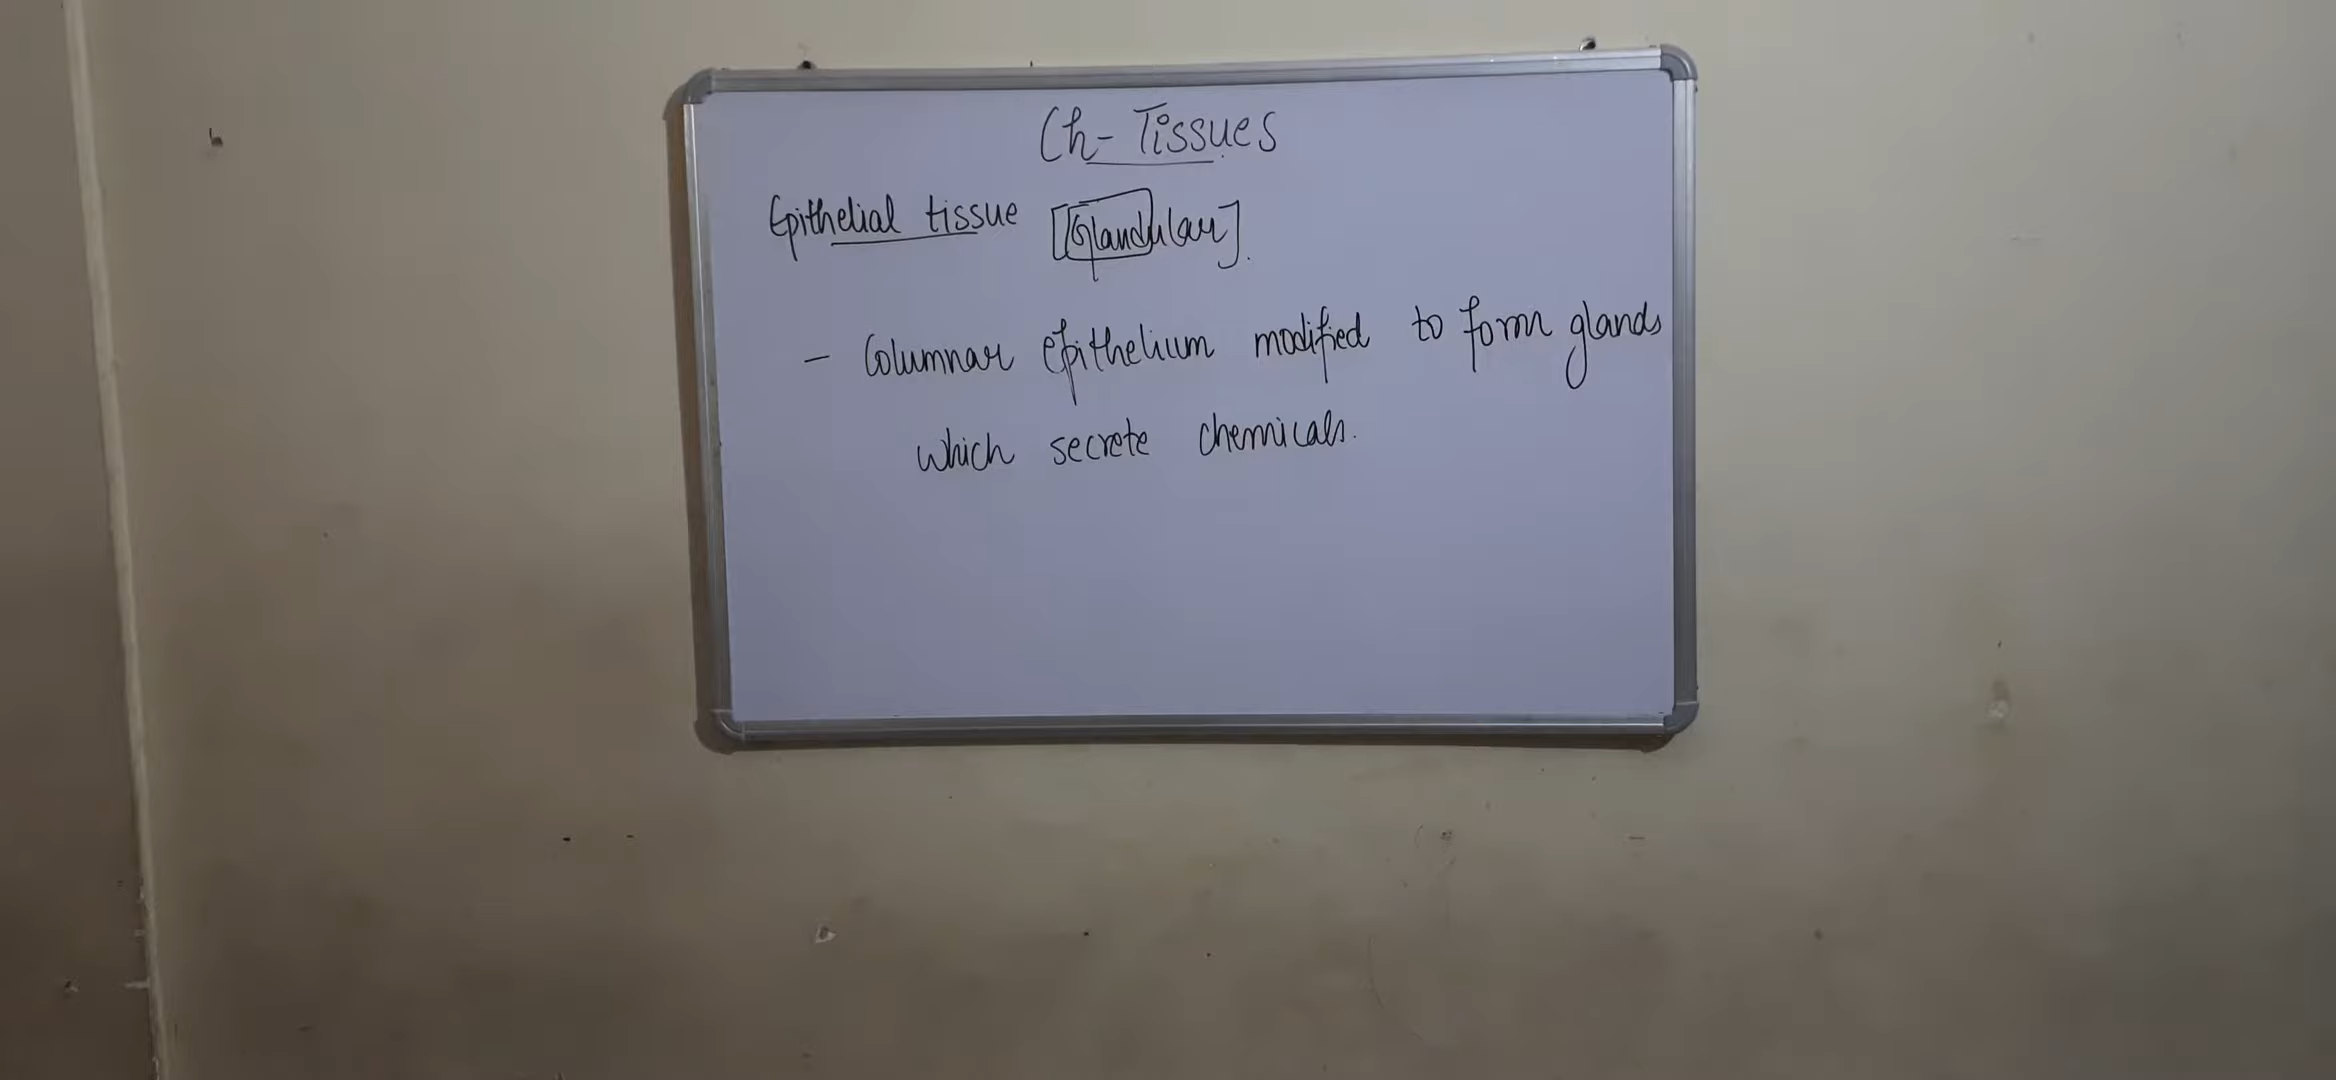 Ch- Tissues
Epithelial tissue [Glandular].
- Columnar epithelium modified to form glands
which secrete chemicals.